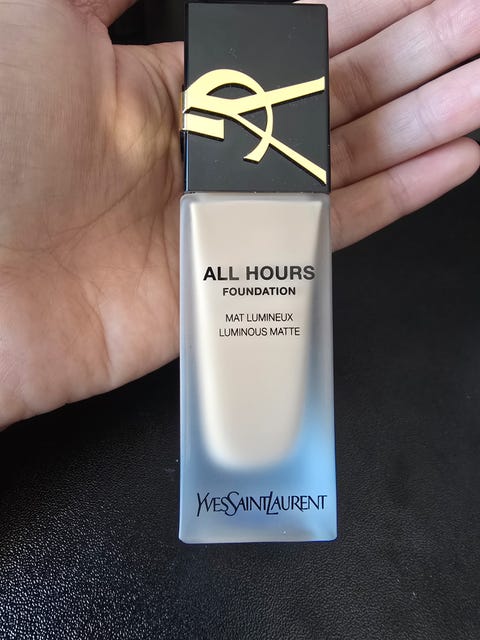 ALL HOURS
FOUNDATION
MAT LUMINEUX
LUMINOUS MATTE
YVESSAINTLAURENT